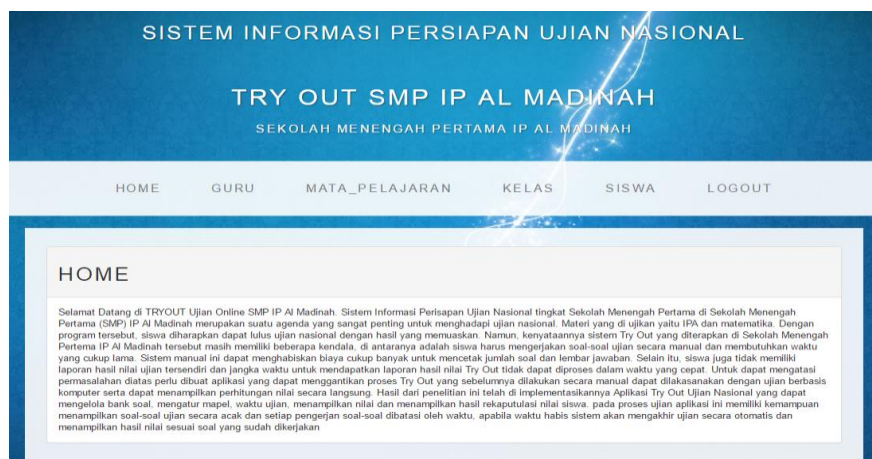 SISTEM INFORMASI PERSIAPAN UJIAN NASIONAL
TRY OUT SMP IP AL MADINAH
SEKOLAH MENENGAH PERTAMA IP AL MADINAH
HOME GURU MATA_PELAJARAN KELAS SISWA LOGOUT
HOME
Selamat Datang di TRYOUT Ujian Online SMP IP Al Madinah. Sistem Informasi Perisapan Ujian Nasional tingkat Sekolah Menengah Pertama di Sekolah Menengah
Pertama (SMP) IP Al Madinah merupakan suatu agenda yang sangat penting untuk menghadapi ujian nasional. Materi yang di ujikan yaitu IPA dan matematika. Dengan
program tersebut, siswa diharapkan dapat lulus ujian nasional dengan hasil yang memuaskan. Namun, kenyataannya sistem Try Out yang diterapkan di Sekolah Menengah
Pertema IP Al Madinah tersebut masih memiliki beberapa kendala, di antaranya adalah siswa harus mengerjakan soal-soal ujian secara manual dan membutuhkan waktu
yang cukup lama. Sistem manual ini dapat menghabiskan biaya cukup banyak untuk mencetak jumlah soal dan lembar jawaban. Selain itu, siswa juga tidak memiliki
laporan hasil nilai ujian tersendiri dan jangka waktu untuk mendapatkan laporan hasil nilai Try Out tidak dapat diproses dalam waktu yang cepat. Untuk dapat mengatasi
permasalahan diatas perlu dibuat aplikasi yang dapat menggantikan proses Try Out yang sebelumnya dilakukan secara manual dapat dilakasanakan dengan ujian berbasis
komputer serta dapat menampilkan perhitungan nilai secara langsung. Hasil dari penelitian ini telah di implementasikannya Aplikasi Try Out Ujian Nasional yang dapat
mengelola bank soal, mengatur mapel, waktu ujian, menampilkan nilai dan menampilkan hasil rekaputulasi nilai siswa. pada proses ujian aplikasi ini memiliki kemampuan
menampilkan soal-soal ujian secara acak dan setiap pengerjan soal-soal dibatasi oleh waktu, apabila waktu habis sistem akan mengakhir ujian secara otomatis dan
menampilkan hasil nilai sesuai soal yang sudah dikerjakan